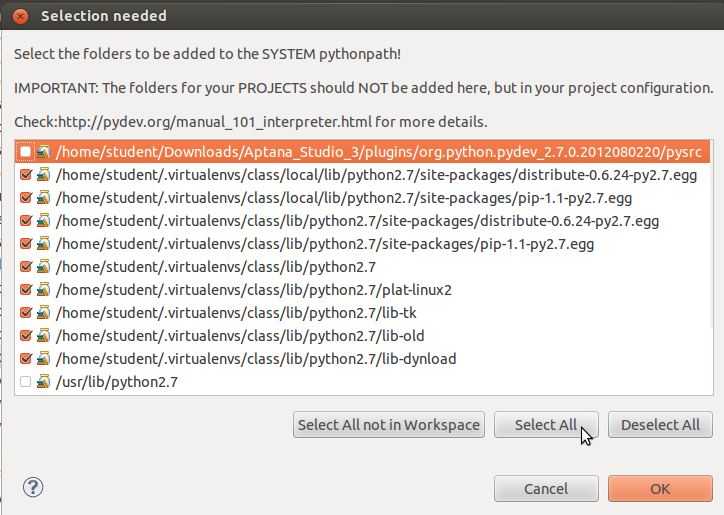 Selection needed
Select the folders to be added to the SYSTEM pythonpath!
IMPORTANT: The folders for your PROJECTS should NOT be added here, but in your project configuration.
Check:http://pydev.org/manual_101_interpreter.html for more details.
/home/student/Downloads/Aptana_Studio_3/plugins/org.python.pydev_2.7.0.2012080220/pysrc
/home/student/.virtualenvs/class/local/lib/python2.7/site-packages/distribute-0.6.24-py2.7.egg
/home/student/.virtualenvs/class/local/lib/python2.7/site-packages/pip-1.1-py2.7.egg
/home/student/.virtualenvs/class/lib/python2.7/site-packages/distribute-0.6.24-py2.7.egg
/home/student/.virtualenvs/class/lib/python2.7/site-packages/pip-1.1-py2.7.egg
/home/student/.virtualenvs/class/lib/python2.7
/home/student/.virtualenvs/class/lib/python2.7/plat-linux2
/home/student/.virtualenvs/class/lib/python2.7/lib-tk
/home/student/.virtualenvs/class/lib/python2.7/lib-old
/home/student/.virtualenvs/class/lib/python2.7/lib-dynload
/usr/lib/python2.7
Select All not in Workspace Select All Deselect All
? Cancel OK